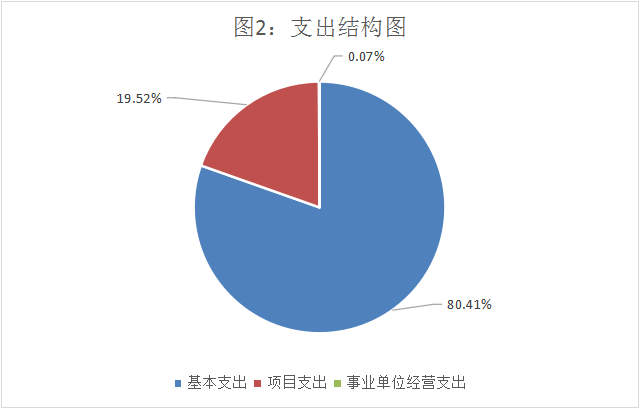 图2：支出结构图
0.07%
19.52%
80.41%
基本支出 项目支出 事业单位经营支出